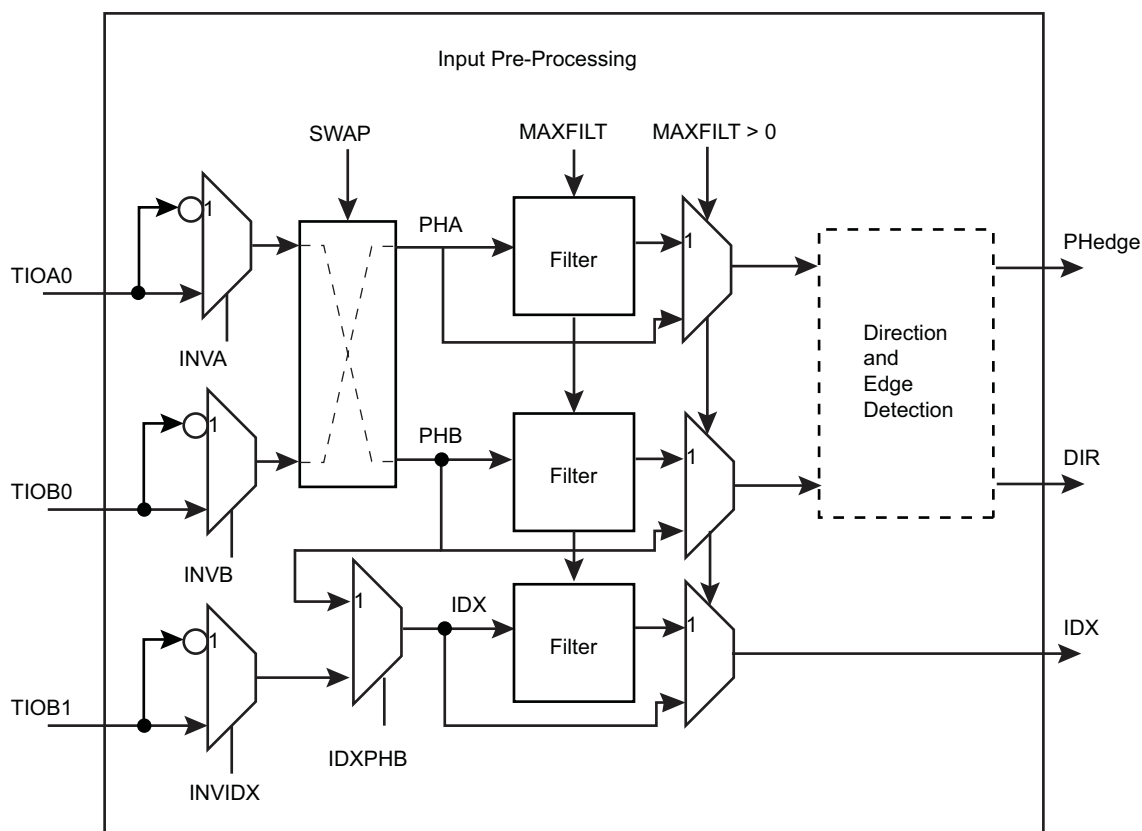 Input Pre-Processing
SWAP
MAXFILT
MAXFILT > 0
1
PHA
1
Filter
PHedge
TIOA0
Direction
and
Edge
Detection
INVA
1
PHB
1
Filter
DIR
TIOB0
INVB
1
IDX
1
IDX
1
Filter
TIOB1
IDXPHB
INVIDX